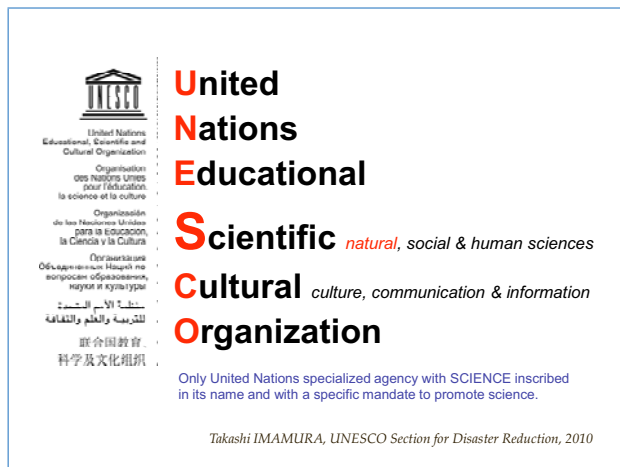 UNESCO
United Nations
Educational, Scientific and
Cultural Organization
Organisation
des Nations Unies
pour l'éducation,
la science et la culture
Organización
de las Naciones Unidas
para la Educación,
la Ciencia y la Cultura
Организация
Объединенных Наций по
вопросам образования,
науки и культуры
منظمة الأمم المتحدة
للتربية والعلم والثقافة
联合国教育、
科学及文化组织
United
Nations
Educational
Scientific natural, social & human sciences
Cultural culture, communication & information
Organization
Only United Nations specialized agency with SCIENCE inscribed
in its name and with a specific mandate to promote science.
Takashi IMAMURA, UNESCO Section for Disaster Reduction, 2010